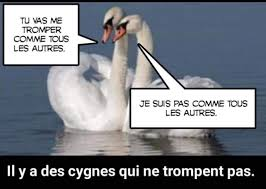 TU VAS ME
TROMPER
COMME TOUS
LES AUTRES.
JE SUIS PAS COMME TOUS
LES AUTRES.
Il y a des cygnes qui ne trompent pas.